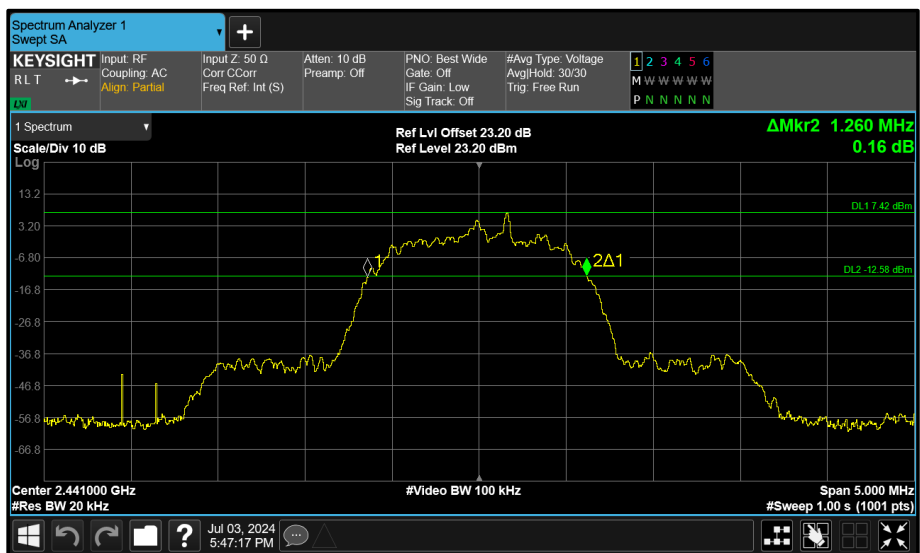 Spectrum Analyzer 1
Swept SA
KEYSIGHT
RLT
LXI
Input: RF
Coupling: AC
Align: Partial
Input Z: 50 Ω
Corr CCorr
Freq Ref: Int (S)
Atten: 10 dB
Preamp: Off
PNO: Best Wide
Gate: Off
IF Gain: Low
Sig Track: Off
#Avg Type: Voltage
Avg|Hold: 30/30
Trig: Free Run
1 2 3 4 5 6
M W W W W W
P N N N N N
1 Spectrum
Scale/Div 10 dB
Ref Lvl Offset 23.20 dB
Ref Level 23.20 dBm
ΔMkr2 1.260 MHz
0.16 dB
Log
13.2
3.20
-6.80
-16.8
-26.8
-36.8
-46.8
-56.8
-66.8
DL1 7.42 dBm
1
2Δ1
DL2 -12.58 dBm
Center 2.441000 GHz
#Res BW 20 kHz
#Video BW 100 kHz
Span 5.000 MHz
#Sweep 1.00 s (1001 pts)
?
Jul 03, 2024
5:47:17 PM